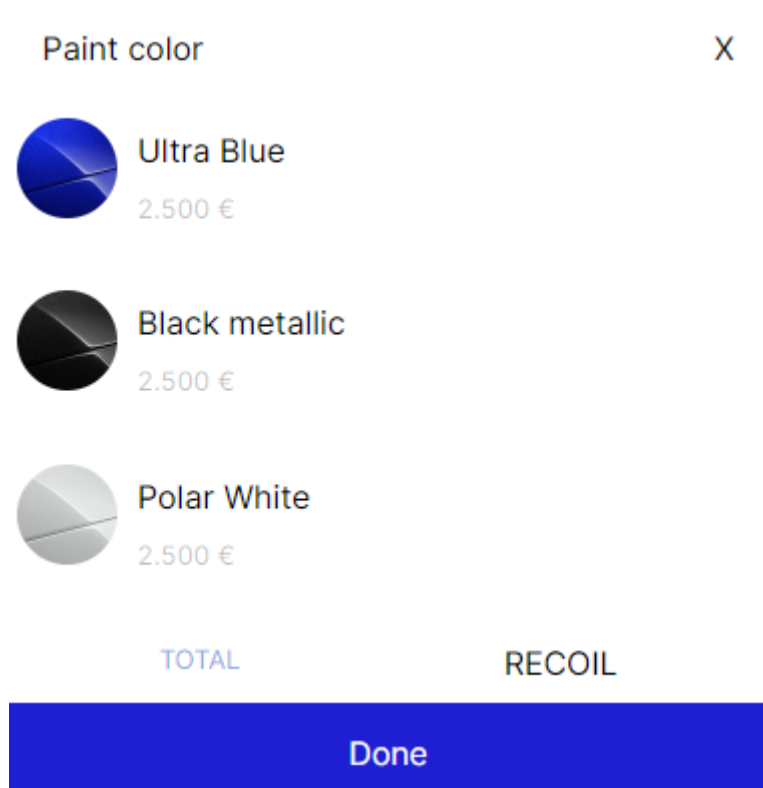 Paint color X
Ultra Blue
2.500 €
Black metallic
2.500 €
Polar White
2.500 €
TOTAL RECOIL
Done